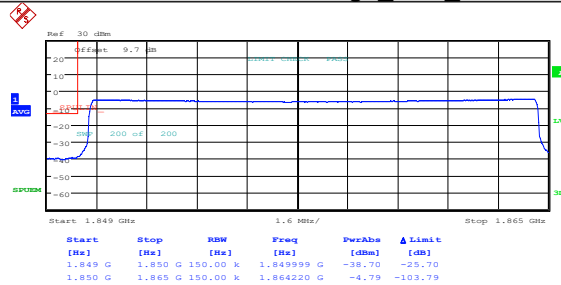 Ref 30 dBm
Offset 9.7 dB
20
LIMIT CHECK PASS
10
0
1
AVG
-10
-20
SWP 200 of 200
-30
-40
-50
SPUEM
-60
Start 1.849 GHz 1.6 MHz/ Stop 1.865 GHz
Start Stop RBW Freq PwrAbs Δ Limit
[Hz] [Hz] [Hz] [Hz] [dBm] [dB]
1.849 G 1.850 G 150.00 k 1.849999 G -38.70 -25.70
1.850 G 1.865 G 150.00 k 1.864220 G -4.79 -103.79